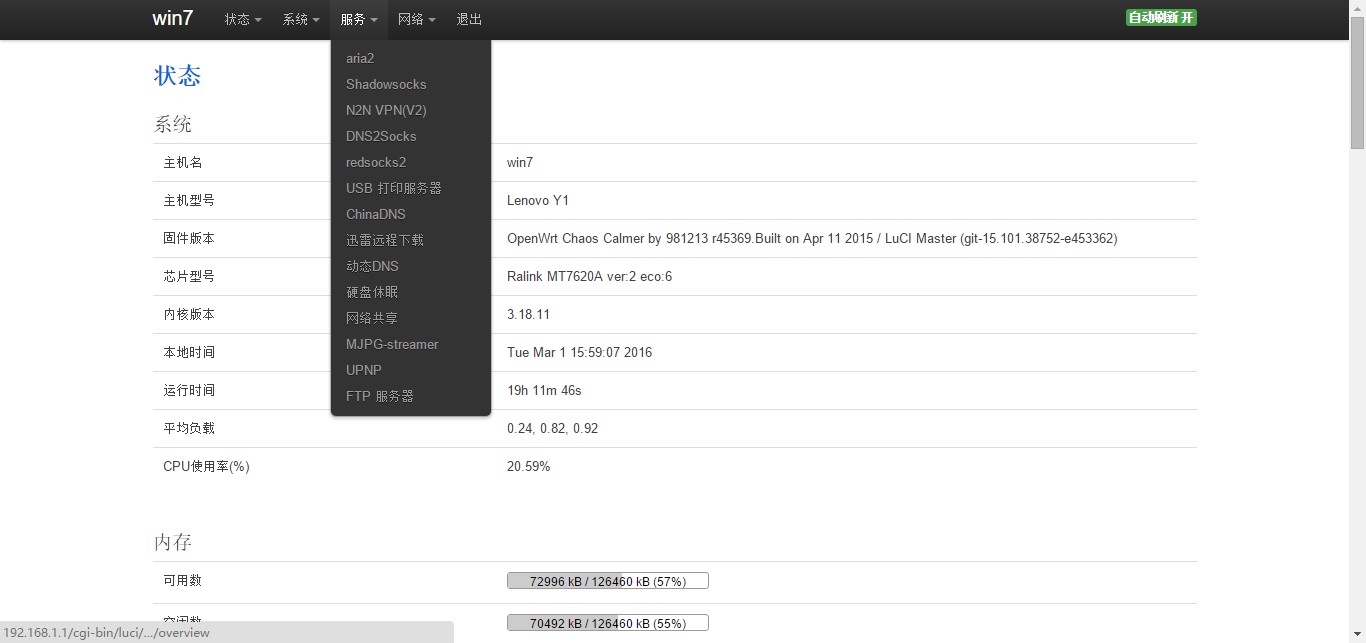 win7 状态 系统 服务 网络 退出 自动刷新 开
aria2
Shadowsocks
N2N VPN(V2)
DNS2Socks
redsocks2
USB 打印服务器
ChinaDNS
迅雷远程下载
动态DNS
硬盘休眠
网络共享
MJPG-streamer
UPNP
FTP 服务器
状态
系统
主机名 win7
主机型号 Lenovo Y1
固件版本 OpenWrt Chaos Calmer by 981213 r45369.Built on Apr 11 2015 / LuCI Master (git-15.101.38752-e453362)
芯片型号 Ralink MT7620A ver:2 eco:6
内核版本 3.18.11
本地时间 Tue Mar 1 15:59:07 2016
运行时间 19h 11m 46s
平均负载 0.24, 0.82, 0.92
CPU使用率(%) 20.59%
内存
可用数 72996 kB / 126460 kB (57%)
空闲数 70492 kB / 126460 kB (55%)
192.168.1.1/cgi-bin/luci/.../overview